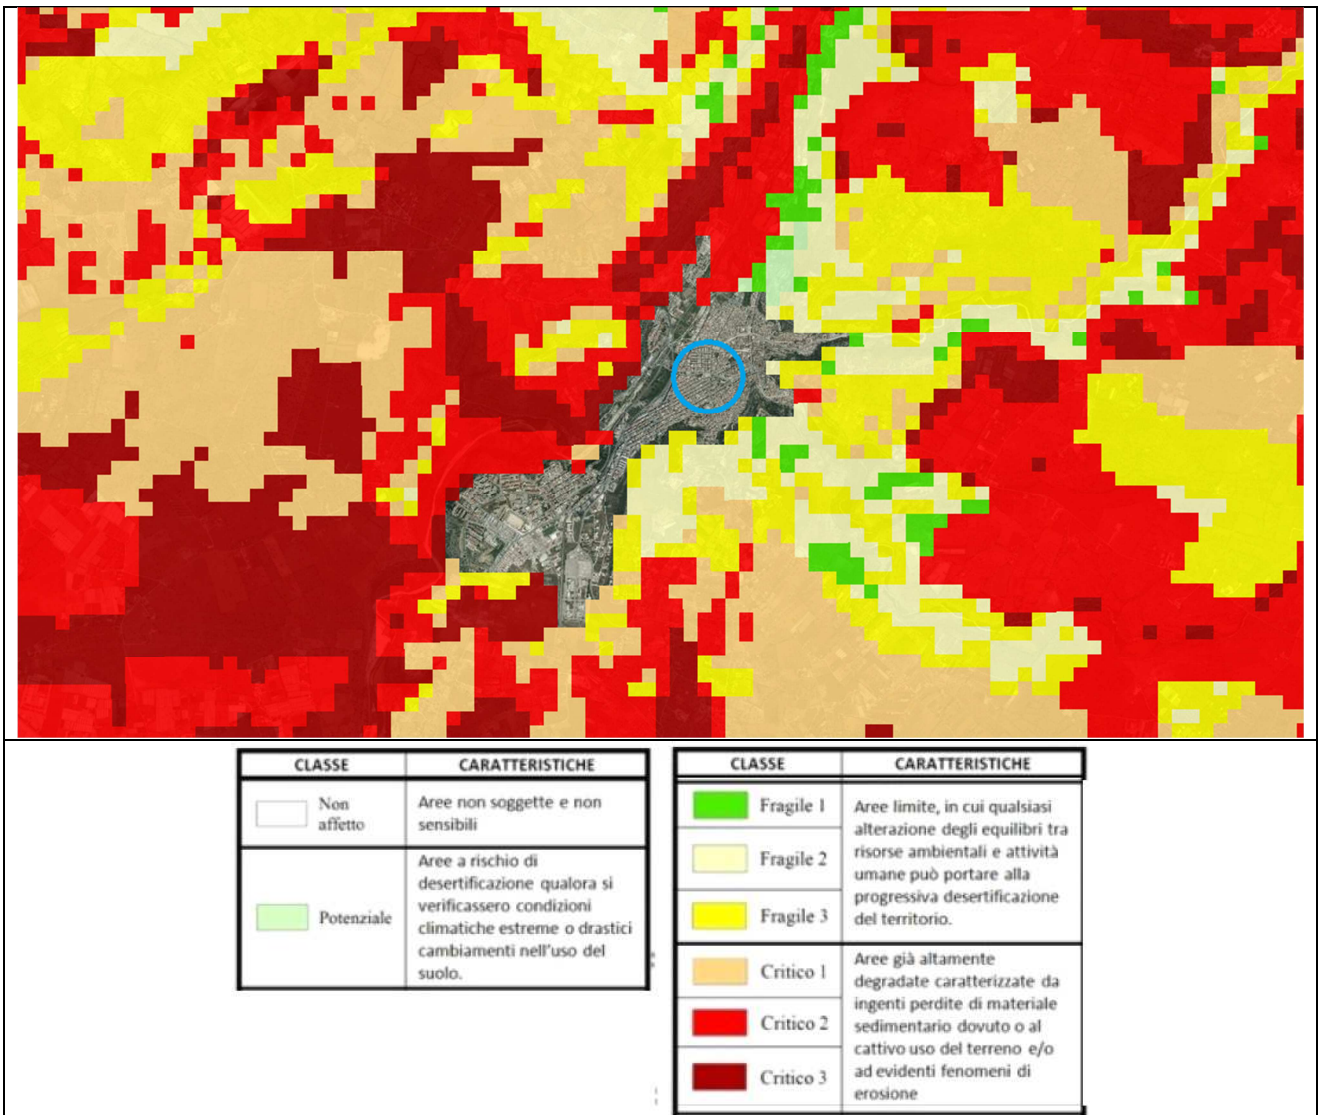 CLASSE CARATTERISTICHE
Non
affetto
Aree non soggette e non
sensibili
Potenziale
Aree a rischio di
desertificazione qualora si
verificassero condizioni
climatiche estreme o drastici
cambiamenti nell'uso del
suolo.
CLASSE CARATTERISTICHE
Fragile 1
Fragile 2
Fragile 3
Aree limite, in cui qualsiasi
alterazione degli equilibri tra
risorse ambientali e attività
umane può portare alla
progressiva desertificazione
del territorio.
Critico 1
Critico 2
Critico 3
Aree già altamente
degradate caratterizzate da
ingenti perdite di materiale
sedimentario dovuto o al
cattivo uso del terreno e/o
ad evidenti fenomeni di
erosione